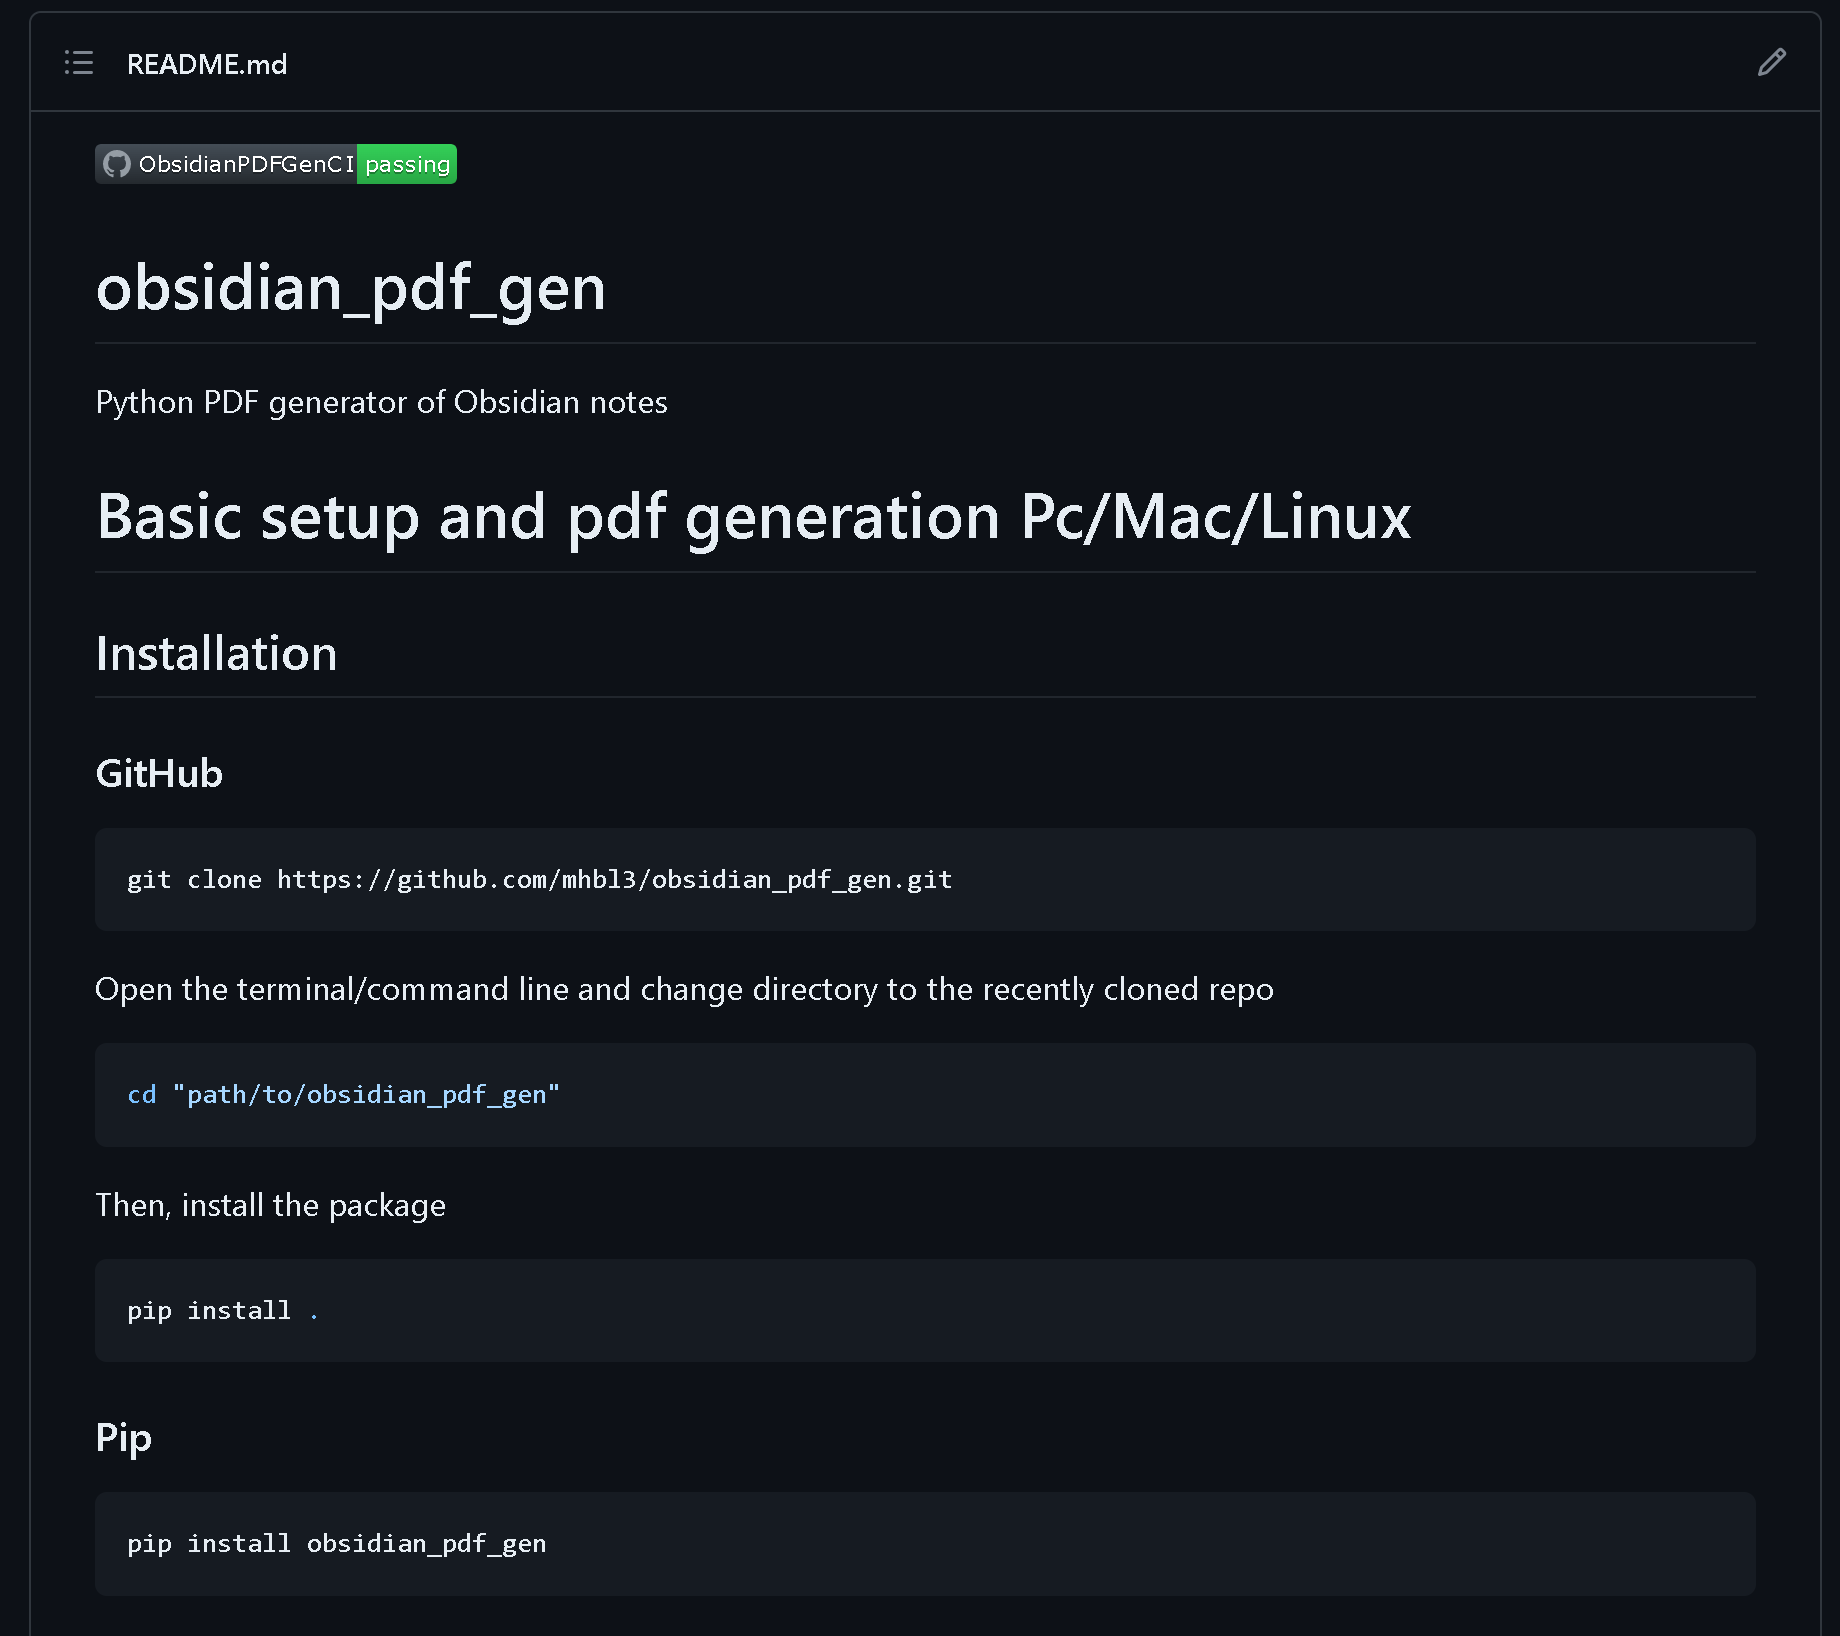 README.md
ObsidianPDFGenCI passing
obsidian_pdf_gen
Python PDF generator of Obsidian notes
Basic setup and pdf generation Pc/Mac/Linux
Installation
GitHub
git clone https://github.com/mhbl3/obsidian_pdf_gen.git
Open the terminal/command line and change directory to the recently cloned repo
cd "path/to/obsidian_pdf_gen"
Then, install the package
pip install .
Pip
pip install obsidian_pdf_gen